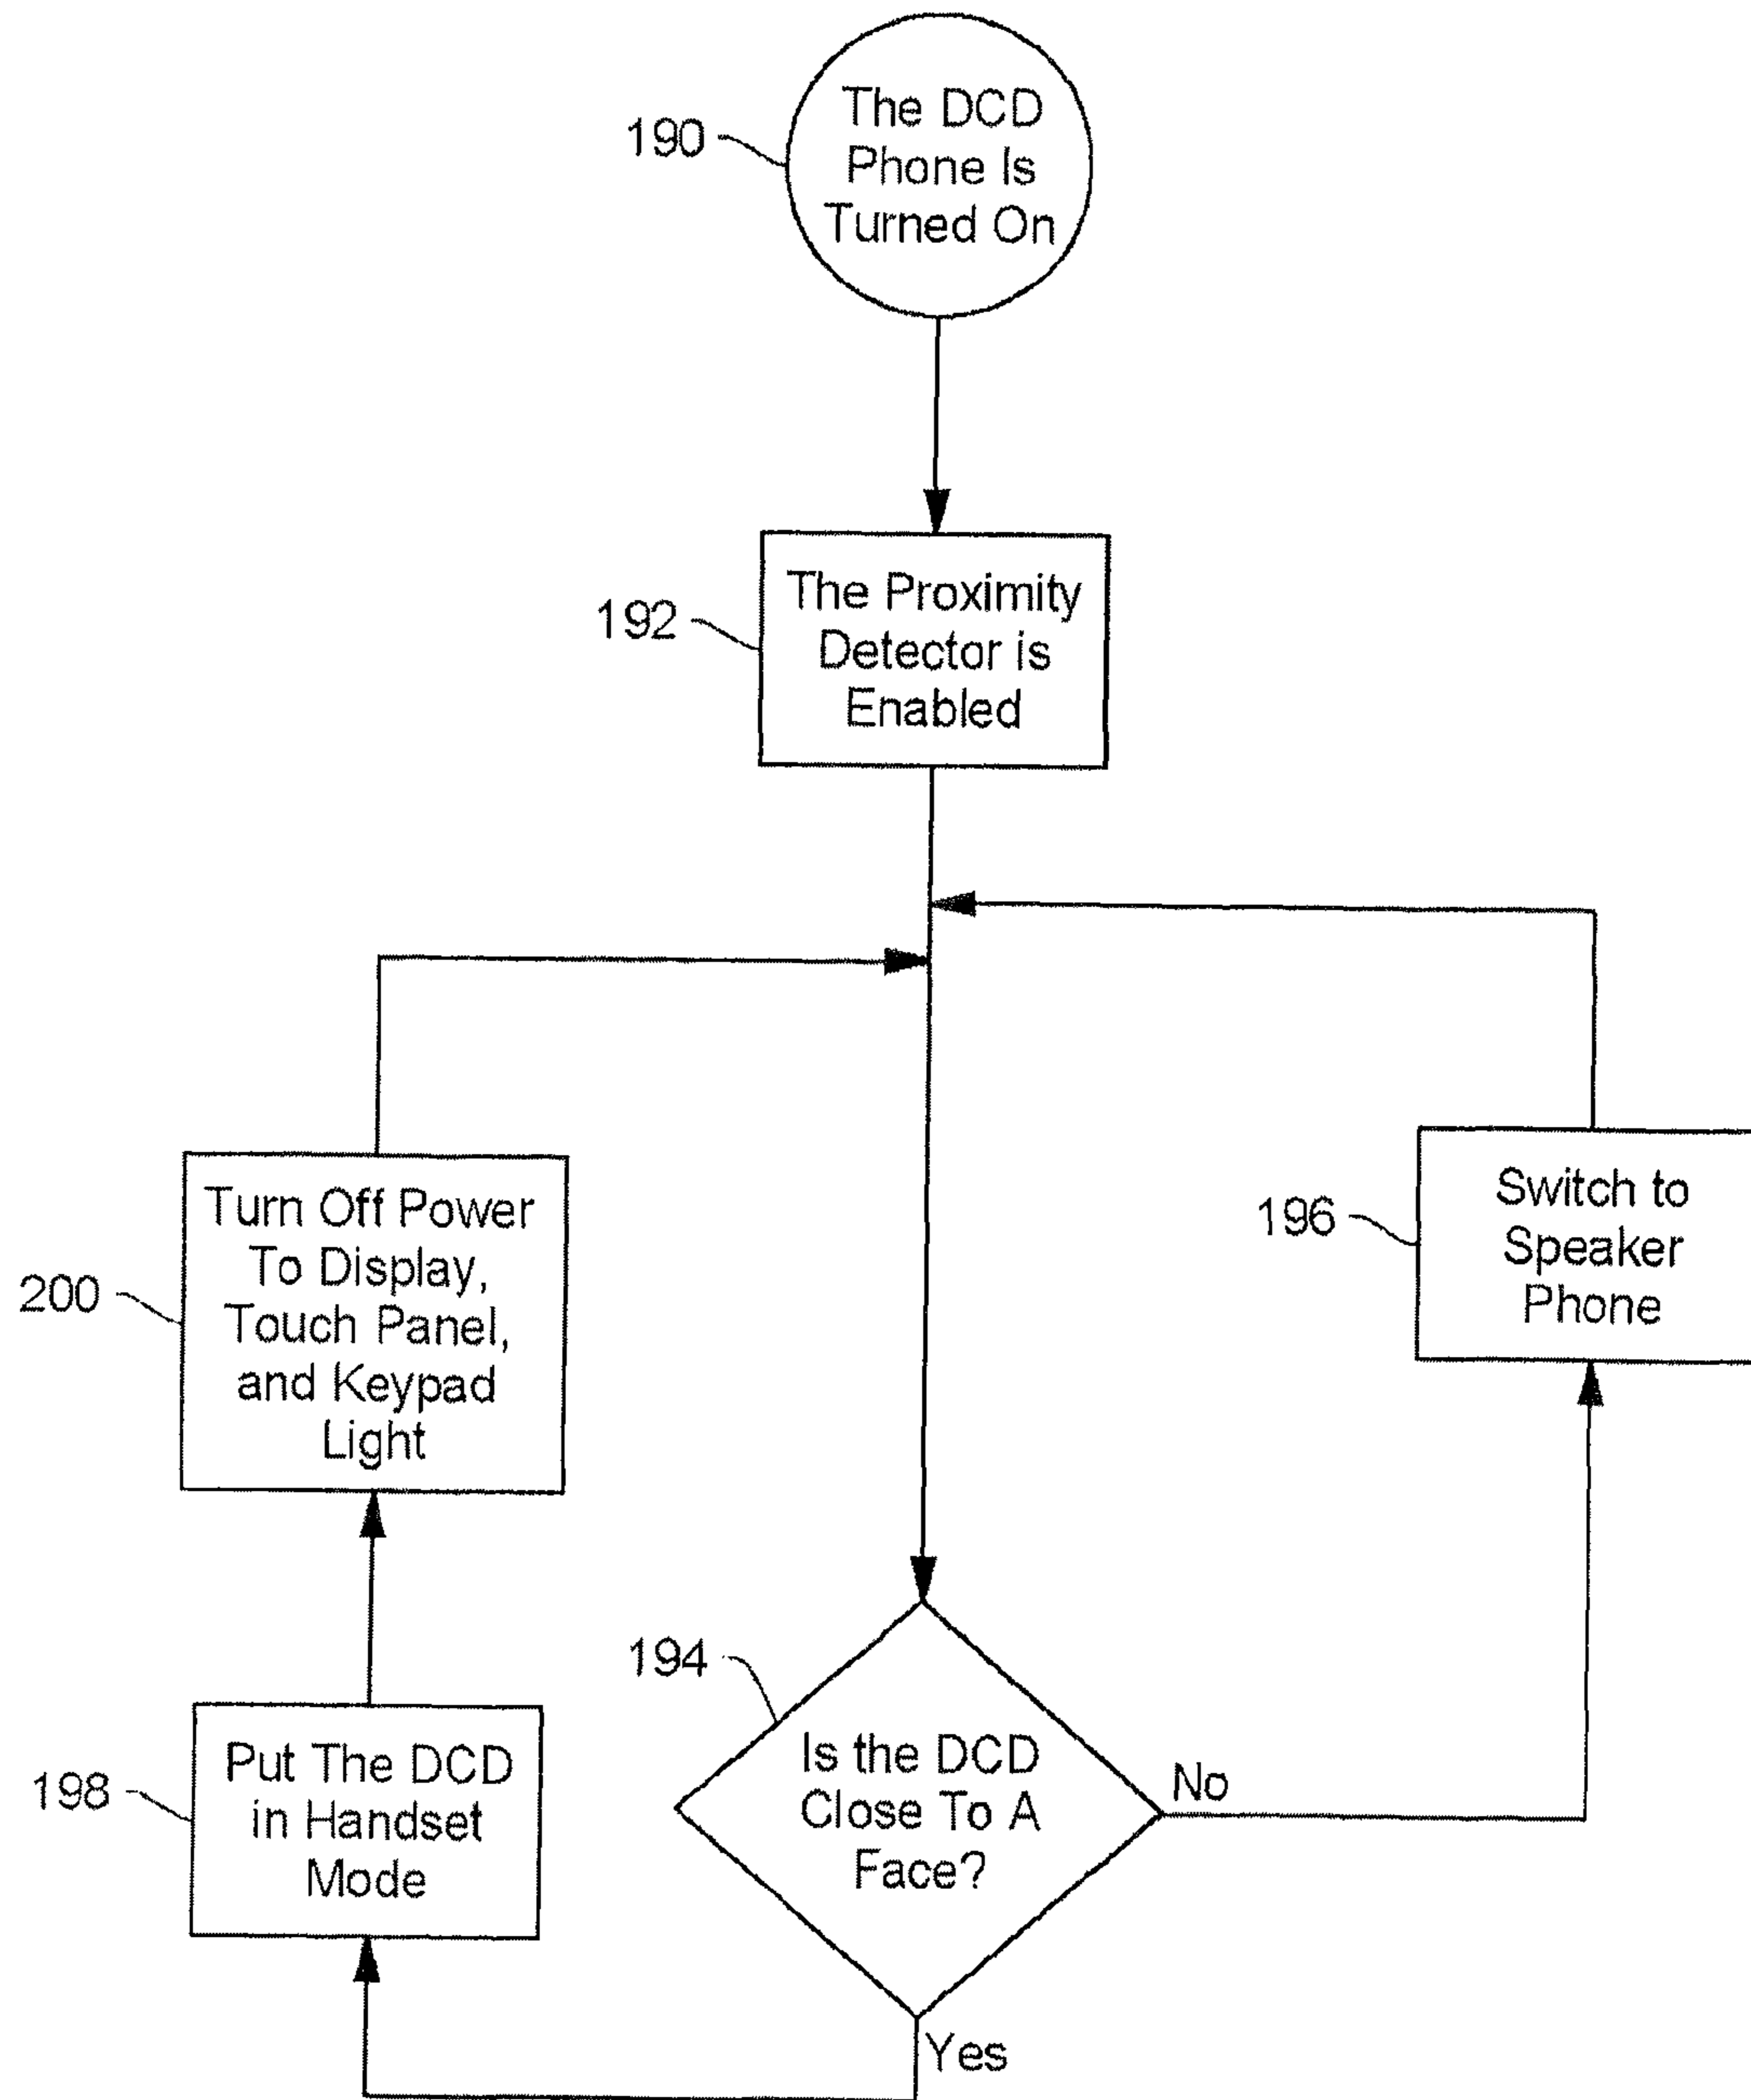 190
The DCD
Phone Is
Turned On
192
The Proximity
Detector is
Enabled
200
Turn Off Power
To Display,
Touch Panel,
and Keypad
Light
196
Switch to
Speaker
Phone
194
Is the DCD
Close To A
Face?
No
Yes
198
Put The DCD
in Handset
Mode